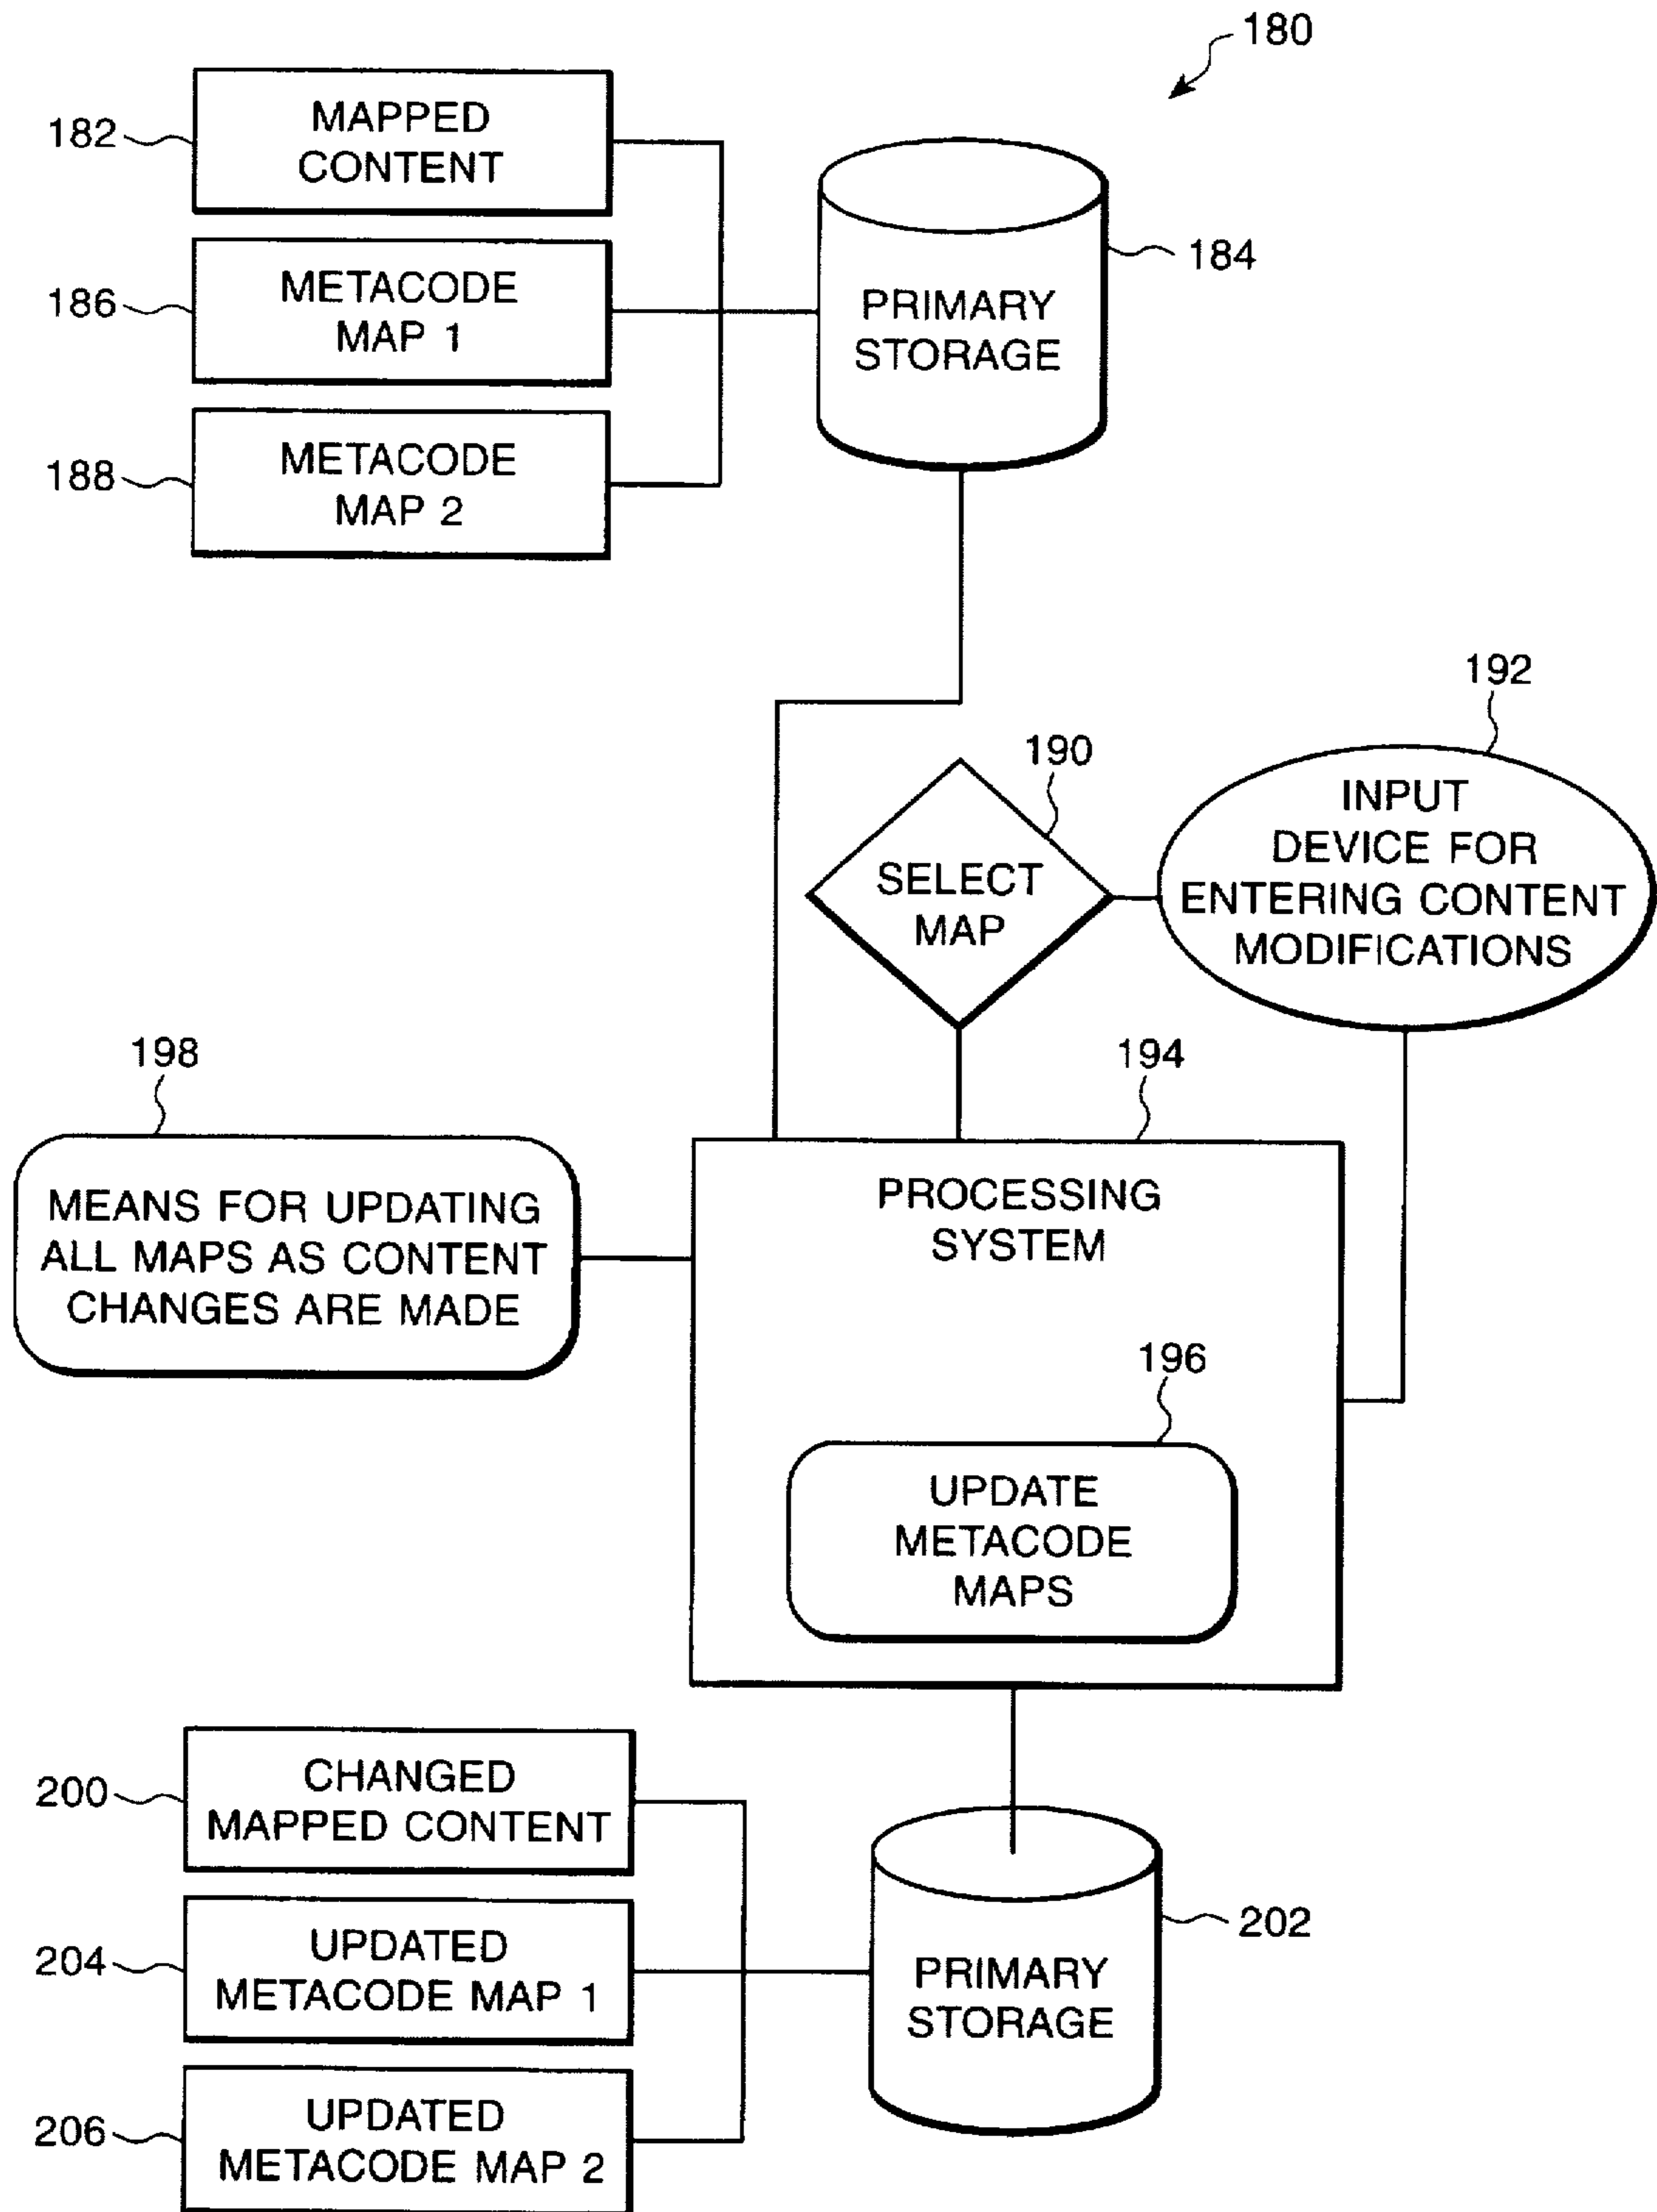 180
182
MAPPED
CONTENT
186
METACODE
MAP 1
188
METACODE
MAP 2
184
PRIMARY
STORAGE
190
SELECT
MAP
192
INPUT
DEVICE FOR
ENTERING CONTENT
MODIFICATIONS
198
MEANS FOR UPDATING
ALL MAPS AS CONTENT
CHANGES ARE MADE
194
PROCESSING
SYSTEM
196
UPDATE
METACODE
MAPS
200
CHANGED
MAPPED CONTENT
204
UPDATED
METACODE MAP 1
206
UPDATED
METACODE MAP 2
202
PRIMARY
STORAGE